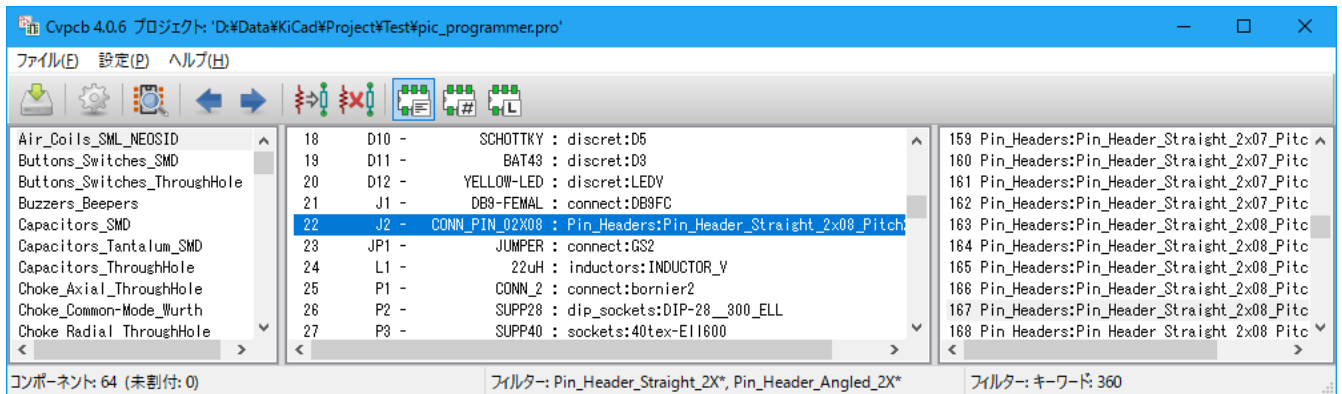 Cvpcb 4.0.6 プロジェクト: 'D:¥Data¥KiCad¥Project¥Test¥pic_programmer.pro'
ファイル(F) 設定(P) ヘルプ(H)
Air_Coils_SML_NEOSID
Buttons_Switches_SMD
Buttons_Switches_ThroughHole
Buzzers_Beepers
Capacitors_SMD
Capacitors_Tantalum_SMD
Capacitors_ThroughHole
Choke_Axial_ThroughHole
Choke_Common-Mode_Wurth
Choke_Radial_ThroughHole
18 D10 - SCHOTTKY : discret:D5
19 D11 - BAT43 : discret:D3
20 D12 - YELLOW-LED : discret:LEDV
21 J1 - DB9-FEMAL : connect:DB9FC
22 J2 - CONN_PIN_02X08 : Pin_Headers:Pin_Header_Straight_2x08_Pitch
23 JP1 - JUMPER : connect:GS2
24 L1 - 22uH : inductors:INDUCTOR_V
25 P1 - CONN_2 : connect:bornier2
26 P2 - SUPP28 : dip_sockets:DIP-28__300_ELL
27 P3 - SUPP40 : sockets:40tex-Ell600
159 Pin_Headers:Pin_Header_Straight_2x07_Pitc
160 Pin_Headers:Pin_Header_Straight_2x07_Pitc
161 Pin_Headers:Pin_Header_Straight_2x07_Pitc
162 Pin_Headers:Pin_Header_Straight_2x07_Pitc
163 Pin_Headers:Pin_Header_Straight_2x08_Pitc
164 Pin_Headers:Pin_Header_Straight_2x08_Pitc
165 Pin_Headers:Pin_Header_Straight_2x08_Pitc
166 Pin_Headers:Pin_Header_Straight_2x08_Pitc
167 Pin_Headers:Pin_Header_Straight_2x08_Pitc
168 Pin_Headers:Pin_Header_Straight_2x08_Pitc
コンポーネント: 64 (未割付: 0)
フィルター: Pin_Header_Straight_2X*, Pin_Header_Angled_2X*
フィルター: キーワード: 360